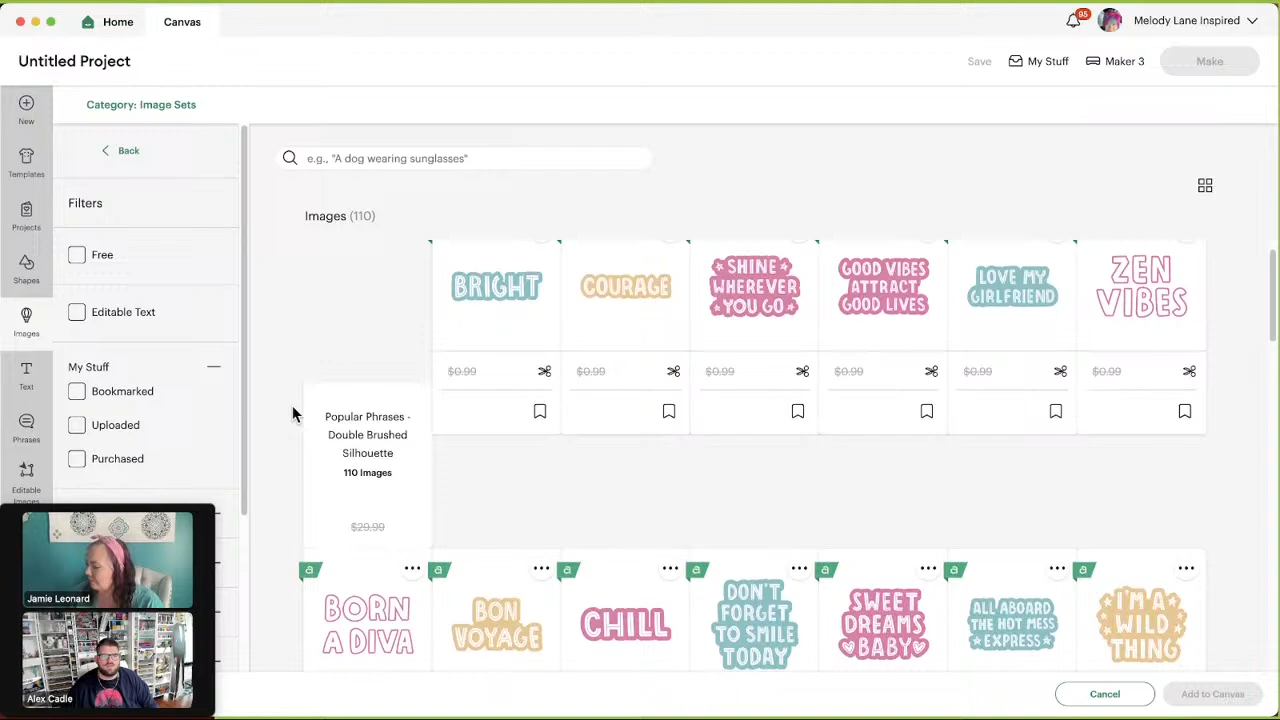 Home
Canvas
95
Melody Lane Inspired
Untitled Project
Save
My Stuff
Maker 3
Make
New
Templates
Projects
Shapes
Images
Text
Phrases
Editable
Images
Category: Image Sets
Back
Filters
Free
Editable Text
My Stuff
Bookmarked
Uploaded
Purchased
e.g., "A dog wearing sunglasses"
Images (110)
BRIGHT
COURAGE
SHINE
WHEREVER
YOU GO
GOOD VIBES
ATTRACT
GOOD LIVES
LOVE MY
GIRLFRIEND
ZEN
VIBES
$0.99
$0.99
$0.99
$0.99
$0.99
$0.99
Popular Phrases -
Double Brushed
Silhouette
110 Images
$29.99
a
a
a
a
a
a
a
BORN
A DIVA
BON
VOYAGE
CHILL
DON'T
FORGET
TO SMILE
TODAY
SWEET
DREAMS
BABY
ALL ABOARD
THE HOT MESS
EXPRESS
I'M A
WILD
THING
Jamie Leonard
Alex Cadle
Cancel
Add to Canvas